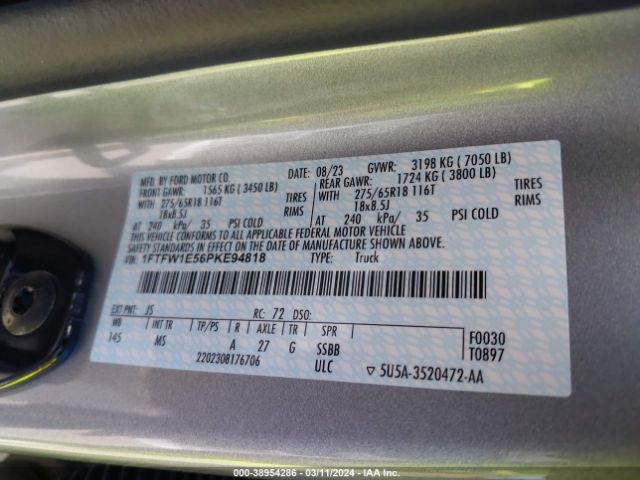 MFD. BY FORD MOTOR CO.
DATE: 08/23 GVWR: 3198 KG ( 7050 LB)
FRONT GAWR: 1565 KG ( 3450 LB)
REAR GAWR: 1724 KG ( 3800 LB)
WITH 275/65R18 116T TIRES
WITH 275/65R18 116T TIRES
18x8.5J RIMS
18x8.5J RIMS
AT 240 kPa/ 35 PSI COLD
AT 240 kPa/ 35 PSI COLD
THIS VEHICLE CONFORMS TO ALL APPLICABLE FEDERAL MOTOR VEHICLE
SAFETY STANDARDS IN EFFECT ON THE DATE OF MANUFACTURE SHOWN ABOVE.
VIN: 1FTFW1E56PKE94818 TYPE: Truck
EXT PNT: JS RC: 72 DSO:
WB INT TR TP/PS R AXLE TR SPR
145 MS A 27 G SSBB
2202308176706 ULC
F0030
T0897
▽ 5U5A-3520472-AA
000-38954286 - 03/11/2024 - IAA Inc.